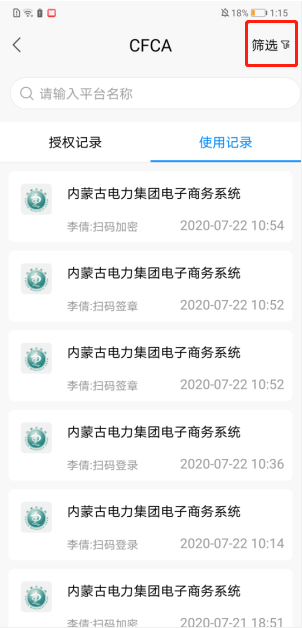 18% 1:15
CFCA 筛选
请输入平台名称
授权记录 使用记录
内蒙古电力集团电子商务系统
李倩:扫码加密 2020-07-22 10:54
内蒙古电力集团电子商务系统
李倩:扫码签章 2020-07-22 10:52
内蒙古电力集团电子商务系统
李倩:扫码签章 2020-07-22 10:52
内蒙古电力集团电子商务系统
李倩:扫码登录 2020-07-22 10:36
内蒙古电力集团电子商务系统
李倩:扫码登录 2020-07-22 10:14
内蒙古电力集团电子商务系统
李倩:扫码加密 2020-07-21 18:51